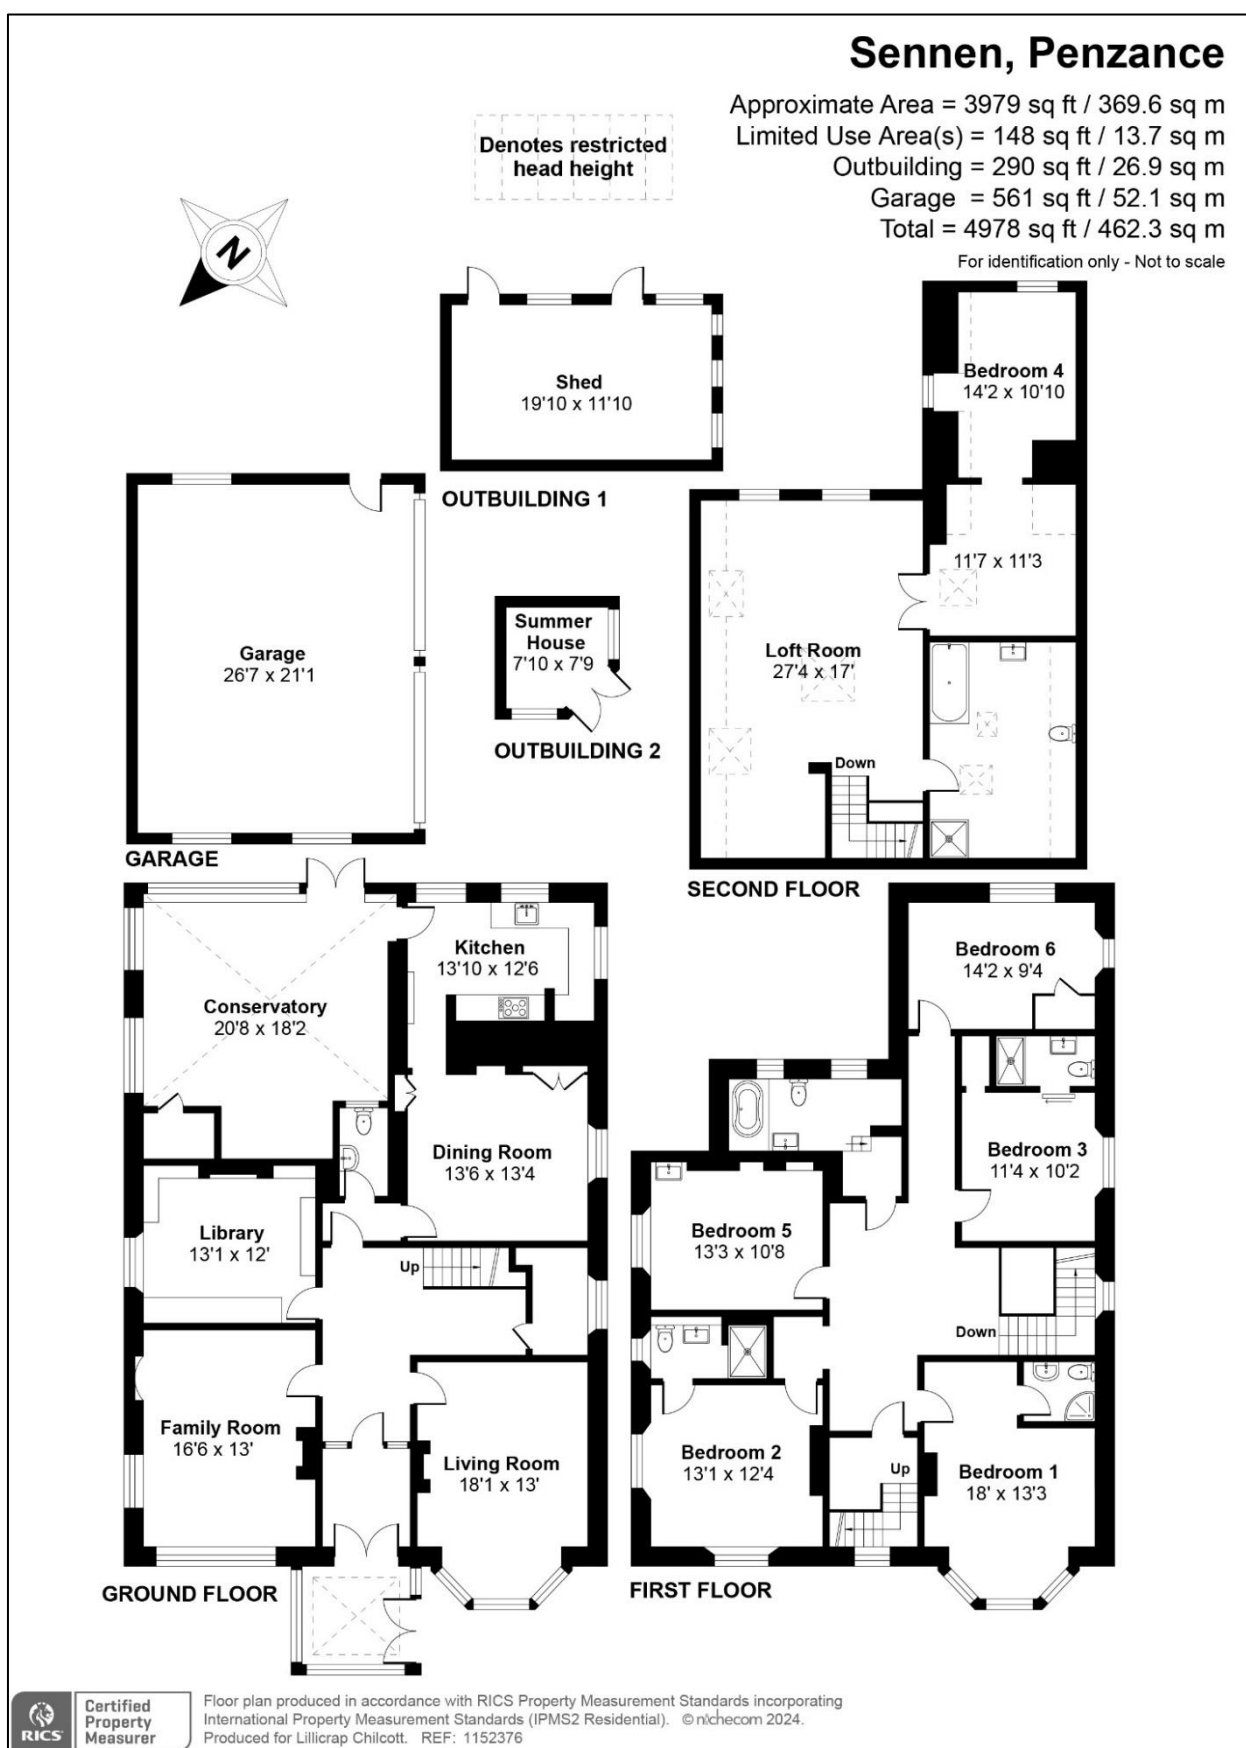 Sennen, Penzance
Approximate Area = 3979 sq ft / 369.6 sq m
Limited Use Area(s) = 148 sq ft / 13.7 sq m
Outbuilding = 290 sq ft / 26.9 sq m
Garage = 561 sq ft / 52.1 sq m
Total = 4978 sq ft / 462.3 sq m
For identification only - Not to scale
Denotes restricted
head height
N
Shed
19'10 x 11'10
OUTBUILDING 1
Bedroom 4
14'2 x 10'10
11'7 x 11'3
Loft Room
27'4 x 17'
Down
SECOND FLOOR
Garage
26'7 x 21'1
GARAGE
Summer
House
7'10 x 7'9
OUTBUILDING 2
Kitchen
13'10 x 12'6
Conservatory
20'8 x 18'2
Dining Room
13'6 x 13'4
Library
13'1 x 12'
Up
Family Room
16'6 x 13'
Living Room
18'1 x 13'
GROUND FLOOR
Bedroom 6
14'2 x 9'4
Bedroom 3
11'4 x 10'2
Bedroom 5
13'3 x 10'8
Down
Bedroom 2
13'1 x 12'4
Up
Bedroom 1
18' x 13'3
FIRST FLOOR
RICS
Certified
Property
Measurer
Floor plan produced in accordance with RICS Property Measurement Standards incorporating
International Property Measurement Standards (IPMS2 Residential). © nichecom 2024.
Produced for Lillicrap Chilcott. REF: 1152376